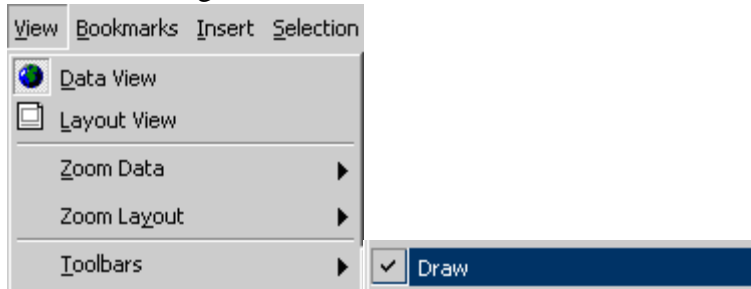 View Bookmarks Insert Selection
Data View
Layout View
Zoom Data
Zoom Layout
Toolbars
Draw